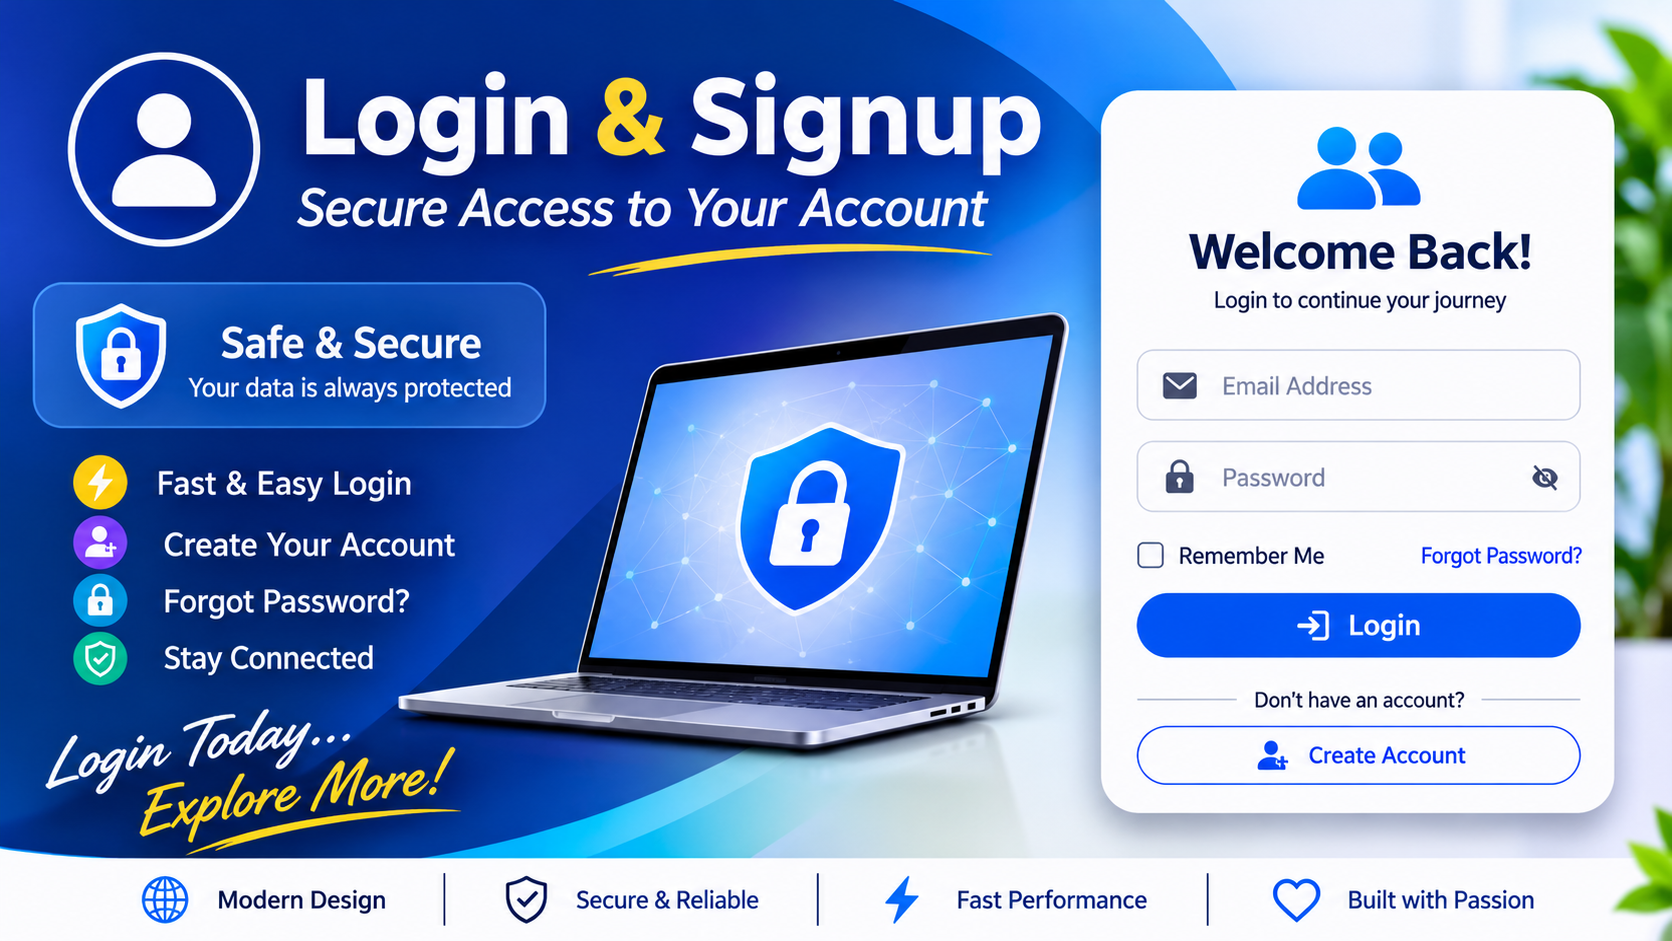 Login & Signup
Secure Access to Your Account
Safe & Secure
Your data is always protected
Fast & Easy Login
Create Your Account
Forgot Password?
Stay Connected
Login Today...
Explore More!
Welcome Back!
Login to continue your journey
Email Address
Password
Remember Me
Forgot Password?
Login
Don't have an account?
Create Account
Modern Design
Secure & Reliable
Fast Performance
Built with Passion